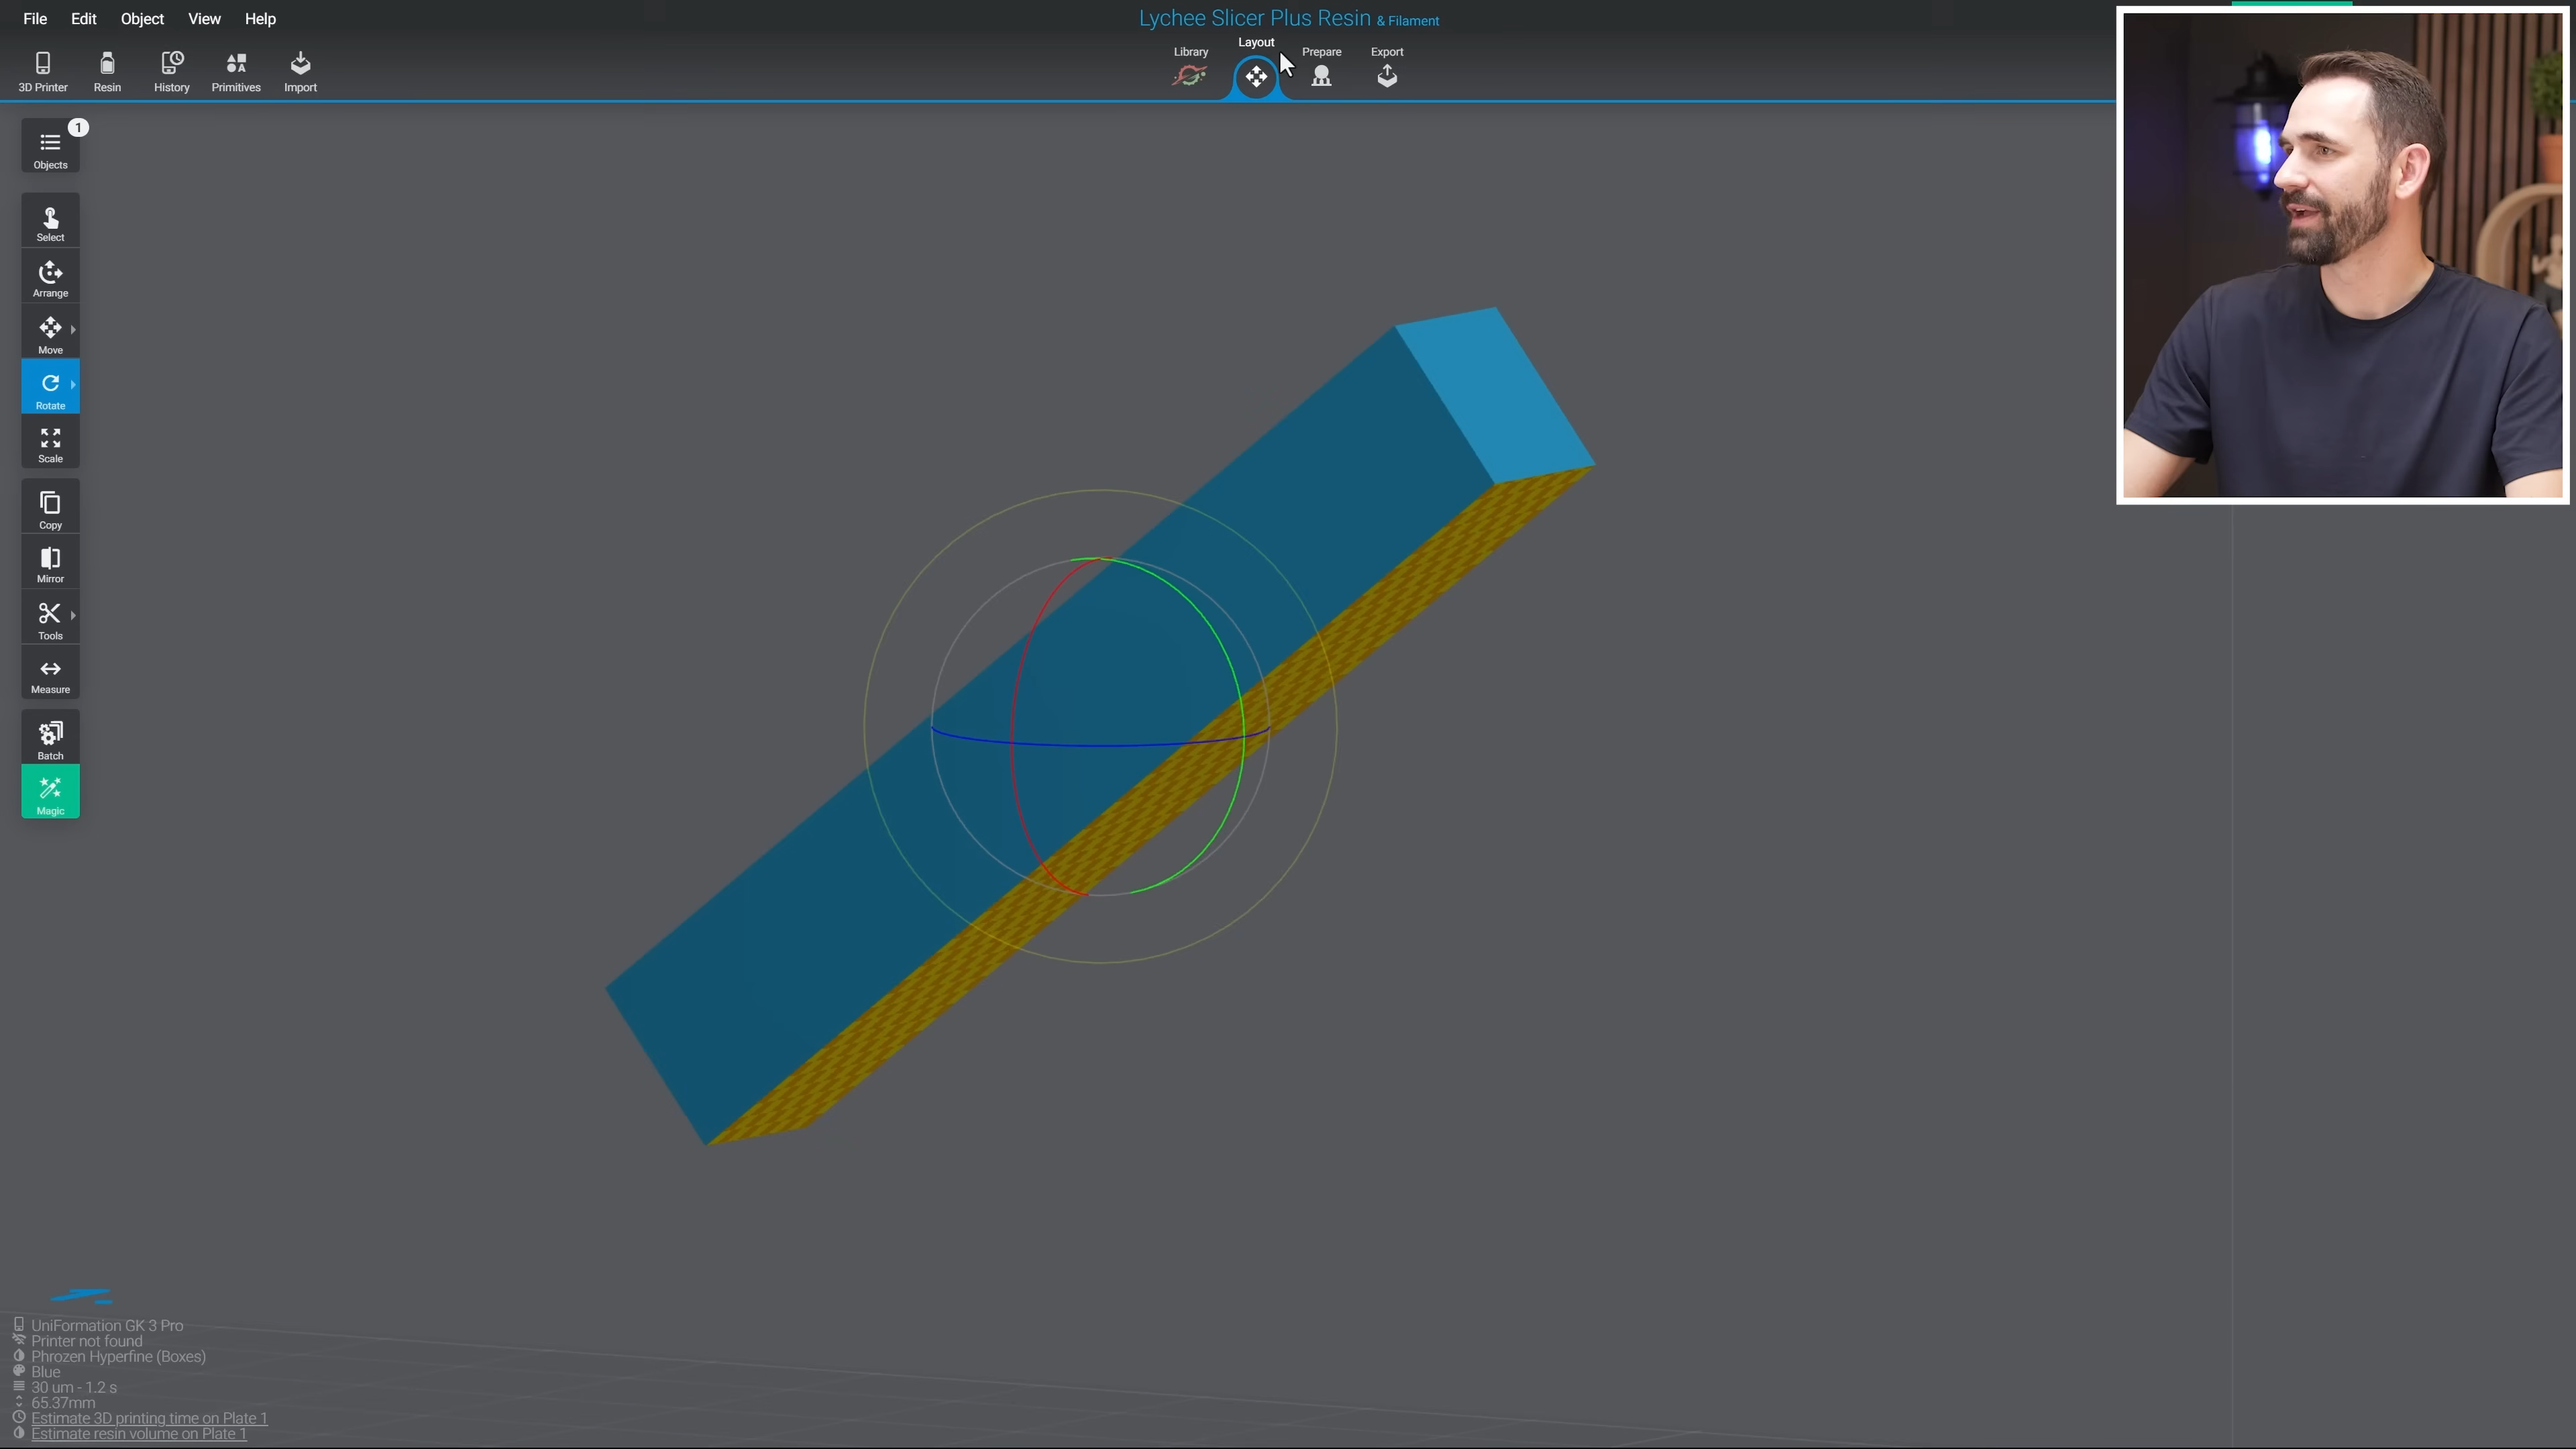 File Edit Object View Help
Lychee Slicer Plus Resin & Filament
3D Printer Resin History Primitives Import
Library Layout Prepare Export
1
Objects
Select
Arrange
Move
Rotate
Scale
Copy
Mirror
Tools
Measure
Batch
Magic
UniFormation GK 3 Pro
Printer not found
Phrozen Hyperfine (Boxes)
Blue
30 um - 1.2 s
65.37mm
Estimate 3D printing time on Plate 1
Estimate resin volume on Plate 1